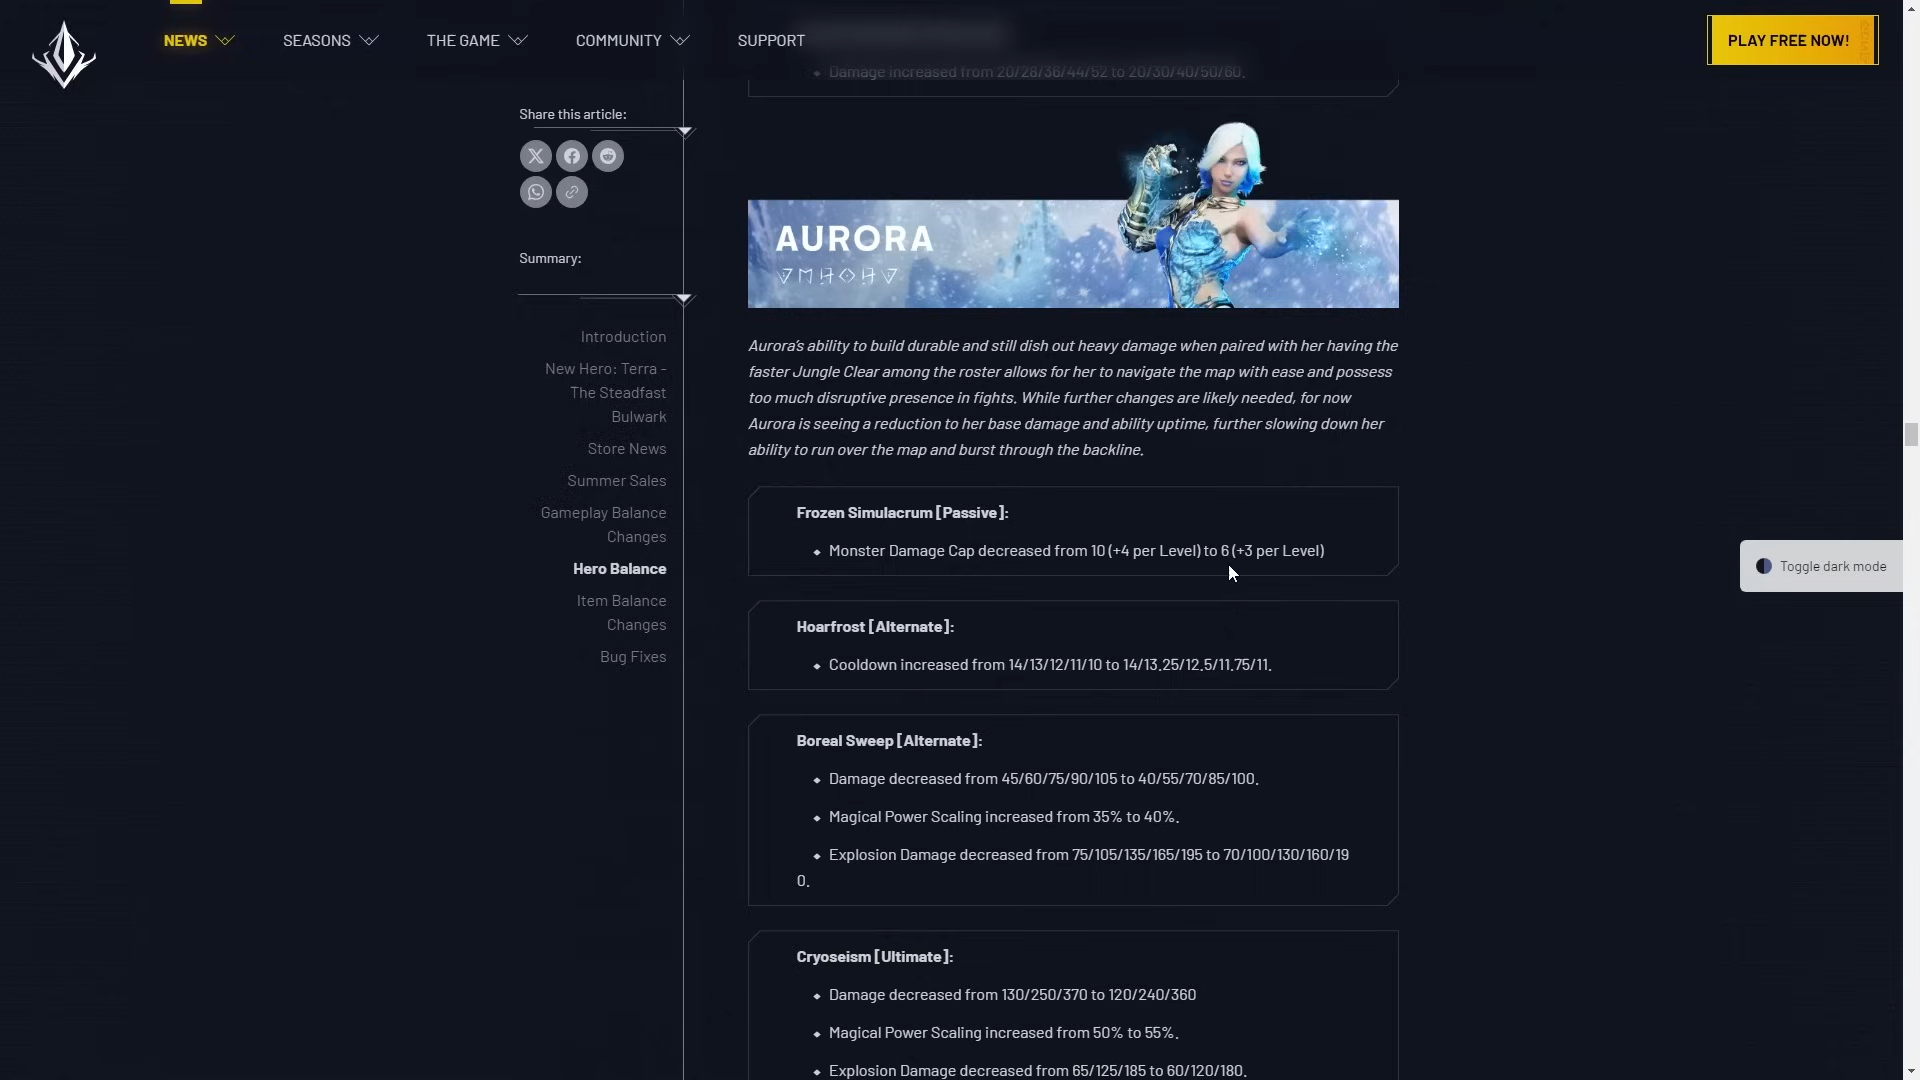 NEWS
SEASONS
THE GAME
COMMUNITY
SUPPORT
PLAY FREE NOW!
Damage increased from 20/28/36/44/52 to 20/30/40/50/60.
Share this article:
Summary:
Introduction
New Hero: Terra -
The Steadfast
Bulwark
Store News
Summer Sales
Gameplay Balance
Changes
Hero Balance
Item Balance
Changes
Bug Fixes
AURORA
Aurora's ability to build durable and still dish out heavy damage when paired with her having the
faster Jungle Clear among the roster allows for her to navigate the map with ease and possess
too much disruptive presence in fights. While further changes are likely needed, for now
Aurora is seeing a reduction to her base damage and ability uptime, further slowing down her
ability to run over the map and burst through the backline.
Frozen Simulacrum [Passive]:
Monster Damage Cap decreased from 10 (+4 per Level) to 6 (+3 per Level)
Hoarfrost [Alternate]:
Cooldown increased from 14/13/12/11/10 to 14/13.25/12.5/11.75/11.
Boreal Sweep [Alternate]:
Damage decreased from 45/60/75/90/105 to 40/55/70/85/100.
Magical Power Scaling increased from 35% to 40%.
Explosion Damage decreased from 75/105/135/165/195 to 70/100/130/160/19
0.
Cryoseism [Ultimate]:
Damage decreased from 130/250/370 to 120/240/360
Magical Power Scaling increased from 50% to 55%.
Explosion Damage decreased from 65/125/185 to 60/120/180.
Toggle dark mode